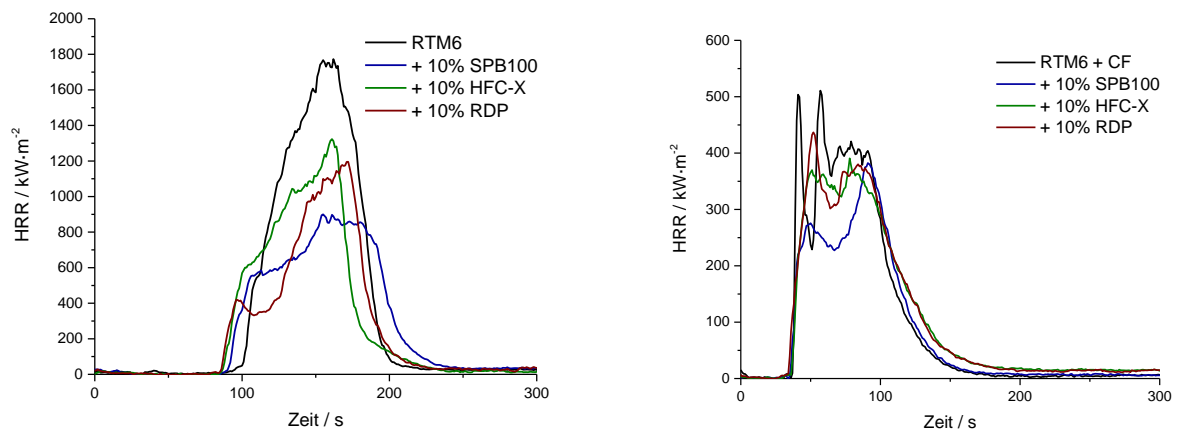 2000
1800
1600
1400
1200
1000
800
600
400
200
0
HRR / kW·m-2
0
100
200
300
Zeit / s
RTM6
+ 10% SPB100
+ 10% HFC-X
+ 10% RDP
600
500
400
300
200
100
0
HRR / kW·m-2
0
100
200
300
Zeit / s
RTM6 + CF
+ 10% SPB100
+ 10% HFC-X
+ 10% RDP